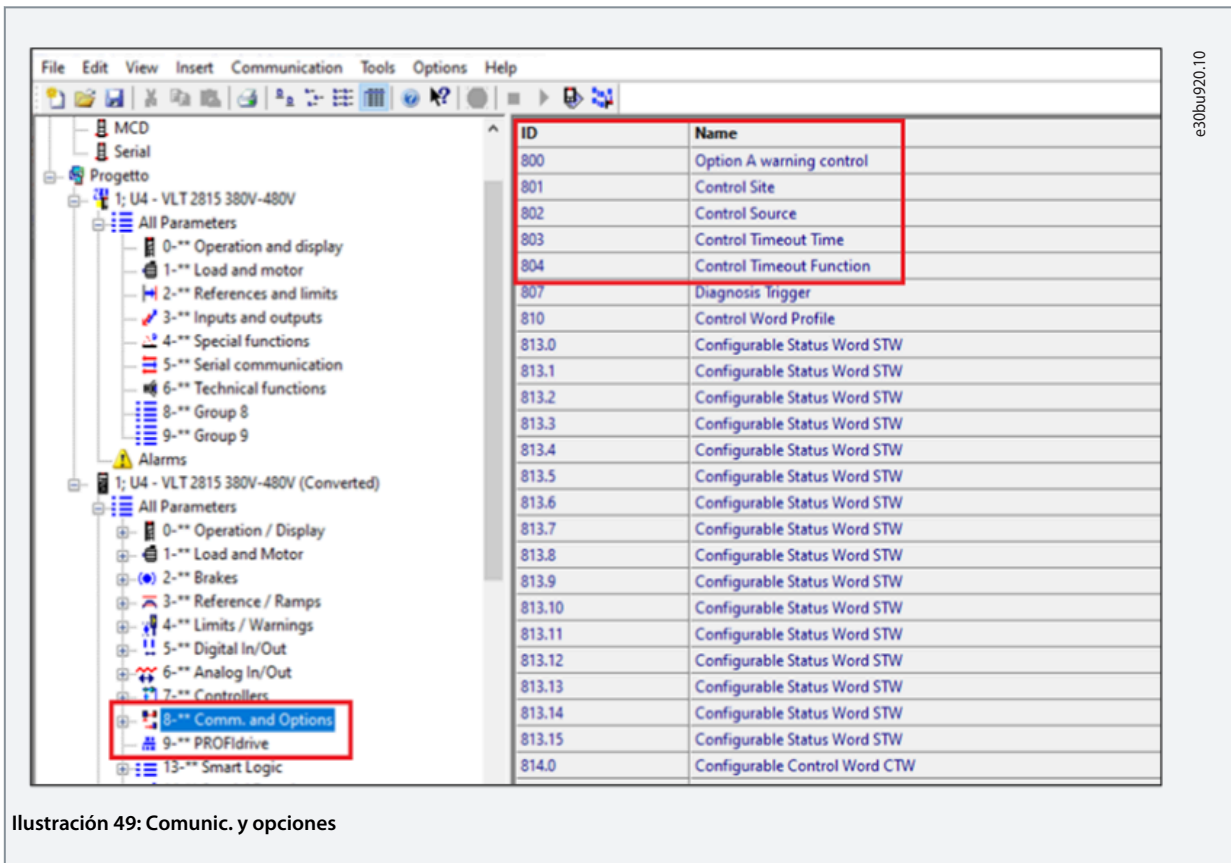 e30bu920.10
File Edit View Insert Communication Tools Options Help
MCD
Serial
Progetto
1; U4 - VLT 2815 380V-480V
All Parameters
0-** Operation and display
1-** Load and motor
2-** References and limits
3-** Inputs and outputs
4-** Special functions
5-** Serial communication
6-** Technical functions
8-** Group 8
9-** Group 9
Alarms
1; U4 - VLT 2815 380V-480V (Converted)
All Parameters
0-** Operation / Display
1-** Load and Motor
2-** Brakes
3-** Reference / Ramps
4-** Limits / Warnings
5-** Digital In/Out
6-** Analog In/Out
7-** Controllers
8-** Comm. and Options
9-** PROFIdrive
13-** Smart Logic
ID Name
800 Option A warning control
801 Control Site
802 Control Source
803 Control Timeout Time
804 Control Timeout Function
807 Diagnosis Trigger
810 Control Word Profile
813.0 Configurable Status Word STW
813.1 Configurable Status Word STW
813.2 Configurable Status Word STW
813.3 Configurable Status Word STW
813.4 Configurable Status Word STW
813.5 Configurable Status Word STW
813.6 Configurable Status Word STW
813.7 Configurable Status Word STW
813.8 Configurable Status Word STW
813.9 Configurable Status Word STW
813.10 Configurable Status Word STW
813.11 Configurable Status Word STW
813.12 Configurable Status Word STW
813.13 Configurable Status Word STW
813.14 Configurable Status Word STW
813.15 Configurable Status Word STW
814.0 Configurable Control Word CTW
Ilustración 49: Comunic. y opciones